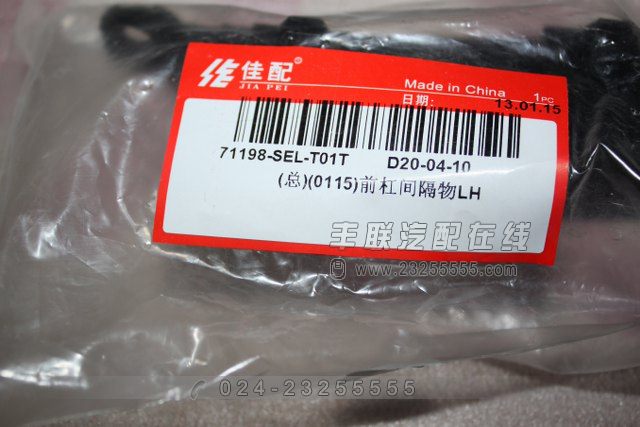 佳配®
JIA PEI
Made in China 1PC
日期: 13.01.15
71198-SEL-T01T D20-04-10
(总)(0115)前杠间隔物LH
丰联汽配在线
www.23255555.com
024-23255555